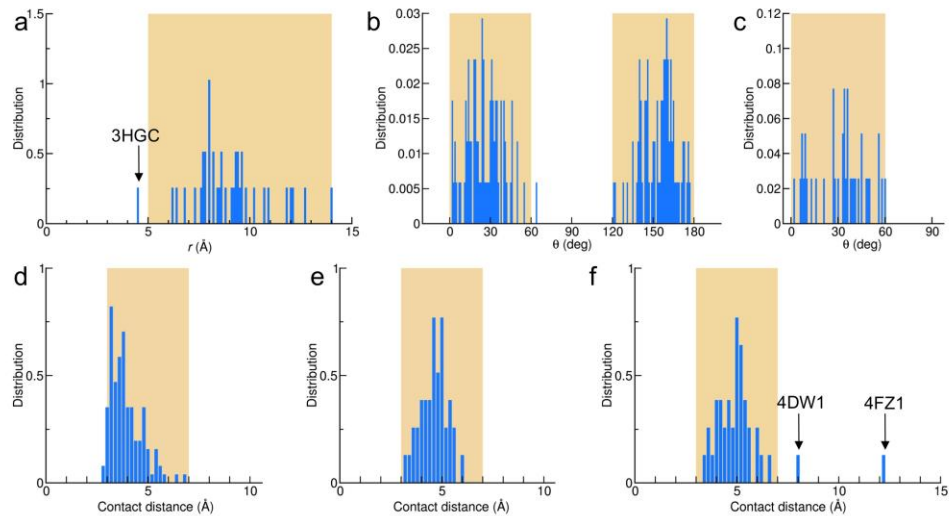 a
1.5
1
0.5
0
Distribution
3HGC
0 5 10 15
r (Å)
b
0.03
0.025
0.02
0.015
0.01
0.005
0
Distribution
0 30 60 90 120 150 180
θ (deg)
c
0.12
0.1
0.08
0.06
0.04
0.02
0
Distribution
0 30 60 90
θ (deg)
d
1
0.5
0
Distribution
0 5 10
Contact distance (Å)
e
1
0.5
0
Distribution
0 5 10
Contact distance (Å)
f
1
0.5
0
Distribution
4DW1
4FZ1
0 5 10 15
Contact distance (Å)